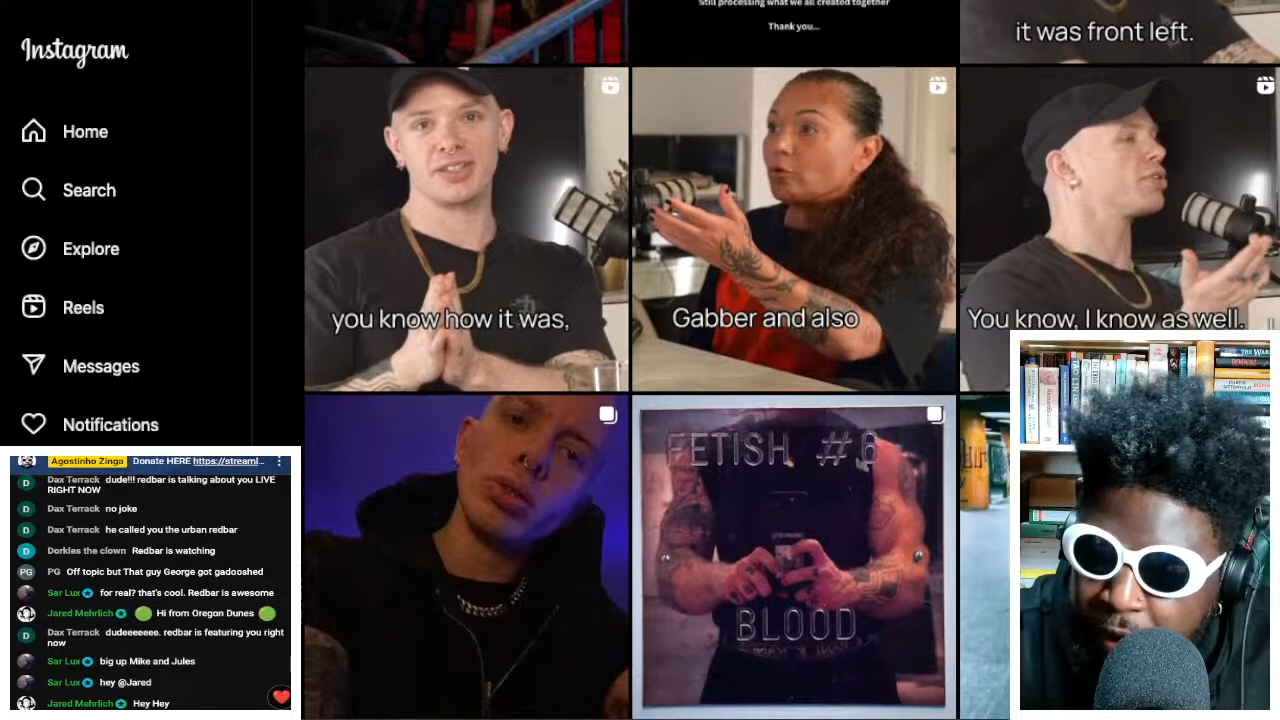 Still processing what we all created together
Thank you...
it was front left.
Instagram
Home
Search
Explore
Reels
Messages
Notifications
you know how it was,
Gabber and also
You know, I know as well.
FETISH #6
BLOOD
Agostinho Zinga Donate HERE https://streaml...
D Dax Terrack dude!!! redbar is talking about you LIVE
RIGHT NOW
D Dax Terrack no joke
D Dax Terrack he called you the urban redbar
D Dorkles the clown Redbar is watching
PG PG Off topic but That guy George got gadooshed
Sar Lux for real? that's cool. Redbar is awesome
Jared Mehrlich Hi from Oregon Dunes
D Dax Terrack dudeeeeeee. redbar is featuring you right
now
Sar Lux big up Mike and Jules
Sar Lux hey @Jared
Jared Mehrlich Hey Hey